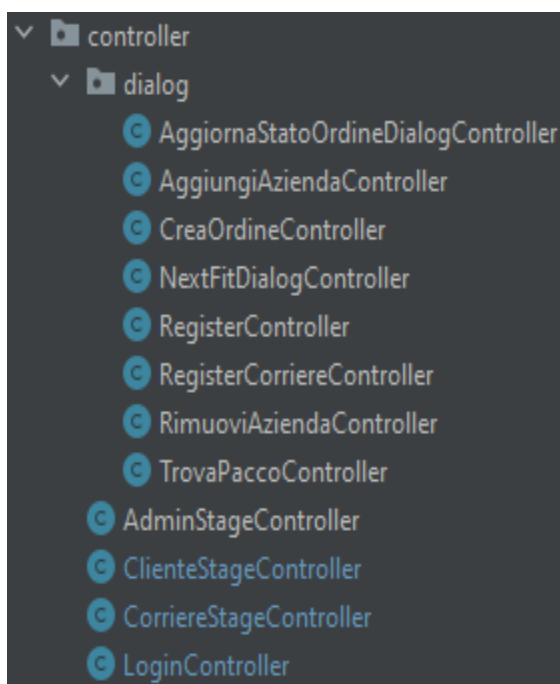 controller
dialog
AggiornaStatoOrdineDialogController
AggiungiAziendaController
CreaOrdineController
NextFitDialogController
RegisterController
RegisterCorriereController
RimuoviAziendaController
TrovaPaccoController
AdminStageController
ClienteStageController
CorriereStageController
LoginController